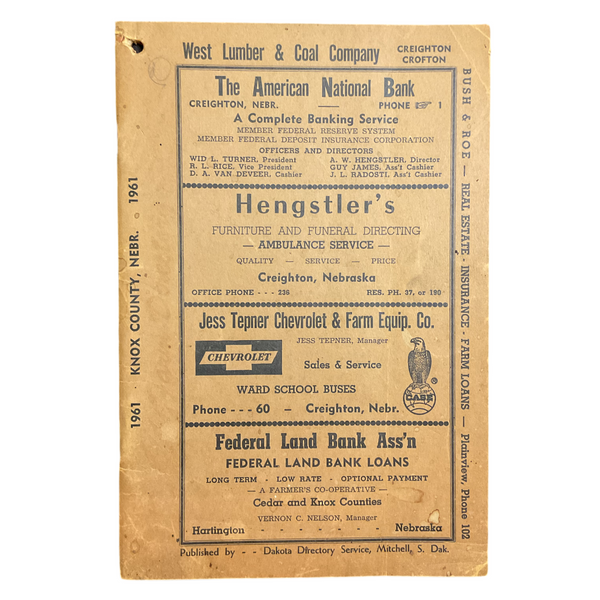 West Lumber & Coal Company
CREIGHTON
CROFTON
The American National Bank
CREIGHTON, NEBR. — PHONE ☞ 1
A Complete Banking Service
MEMBER FEDERAL RESERVE SYSTEM
MEMBER FEDERAL DEPOSIT INSURANCE CORPORATION
OFFICERS AND DIRECTORS
WID L. TURNER, President A. W. HENGSTLER, Director
R. L. RICE, Vice President GUY JAMES, Ass't Cashier
D. A. VAN DEVEER, Cashier J. L. RADOSTI, Ass't Cashier
Hengstler's
FURNITURE AND FUNERAL DIRECTING
— AMBULANCE SERVICE —
QUALITY — SERVICE — PRICE
Creighton, Nebraska
OFFICE PHONE - - - 236 RES. PH. 37, or 190
Jess Tepner Chevrolet & Farm Equip. Co.
JESS TEPNER, Manager
CHEVROLET
Sales & Service
CASE
WARD SCHOOL BUSES
Phone - - - 60 — Creighton, Nebr.
Federal Land Bank Ass'n
FEDERAL LAND BANK LOANS
LONG TERM - LOW RATE - OPTIONAL PAYMENT
— A FARMER'S CO-OPERATIVE —
Cedar and Knox Counties
VERNON C. NELSON, Manager
Hartington - - - - - - - Nebraska
Published by - - Dakota Directory Service, Mitchell, S. Dak.
1961 KNOX COUNTY, NEBR. 1961
BUSH & ROE — REAL ESTATE - INSURANCE - FARM LOANS — Plainview, Phone 102